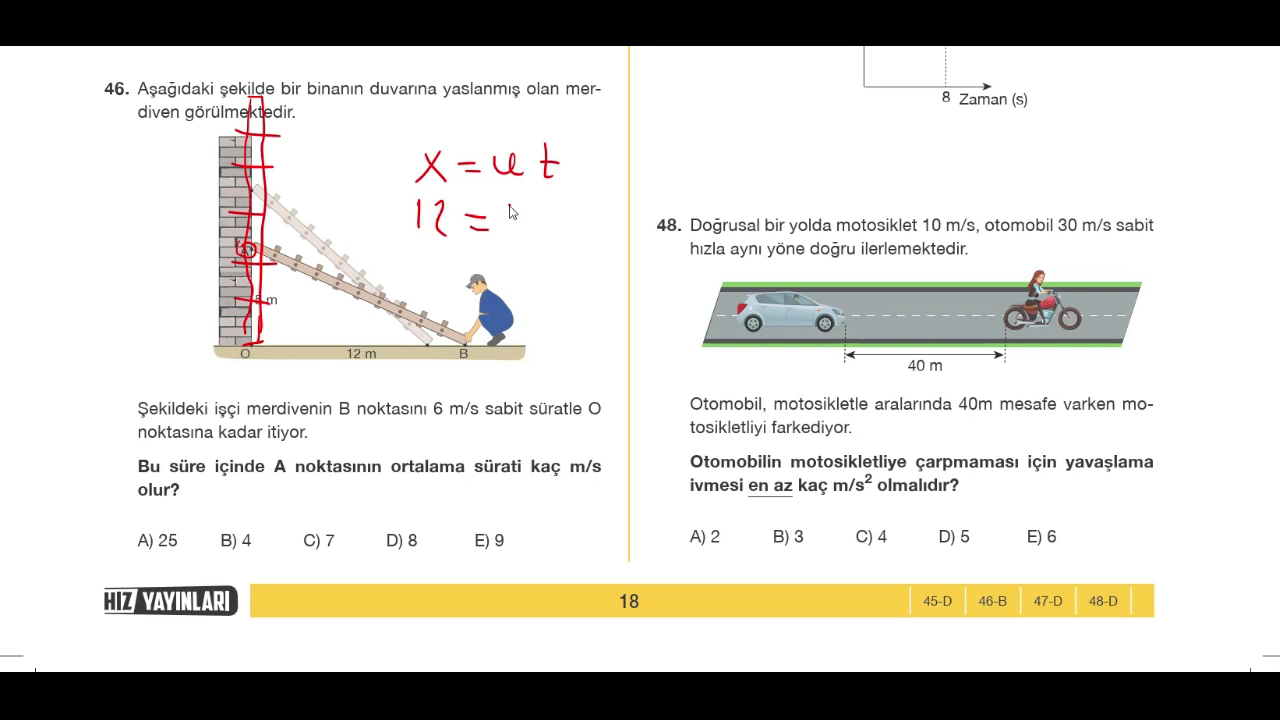 46. Aşağıdaki şekilde bir binanın duvarına yaslanmış olan mer-
diven görülmektedir.
x = u t
12 =
A
5 m
O
12 m
B
Şekildeki işçi merdivenin B noktasını 6 m/s sabit süratle O
noktasına kadar itiyor.
Bu süre içinde A noktasının ortalama sürati kaç m/s
olur?
A) 25 B) 4 C) 7 D) 8 E) 9
8 Zaman (s)
48. Doğrusal bir yolda motosiklet 10 m/s, otomobil 30 m/s sabit
hızla aynı yöne doğru ilerlemektedir.
40 m
Otomobil, motosikletle aralarında 40m mesafe varken mo-
tosikletliyi farkediyor.
Otomobilin motosikletliye çarpmaması için yavaşlama
ivmesi en az kaç m/s² olmalıdır?
A) 2 B) 3 C) 4 D) 5 E) 6
HIZ YAYINLARI
18
45-D 46-B 47-D 48-D